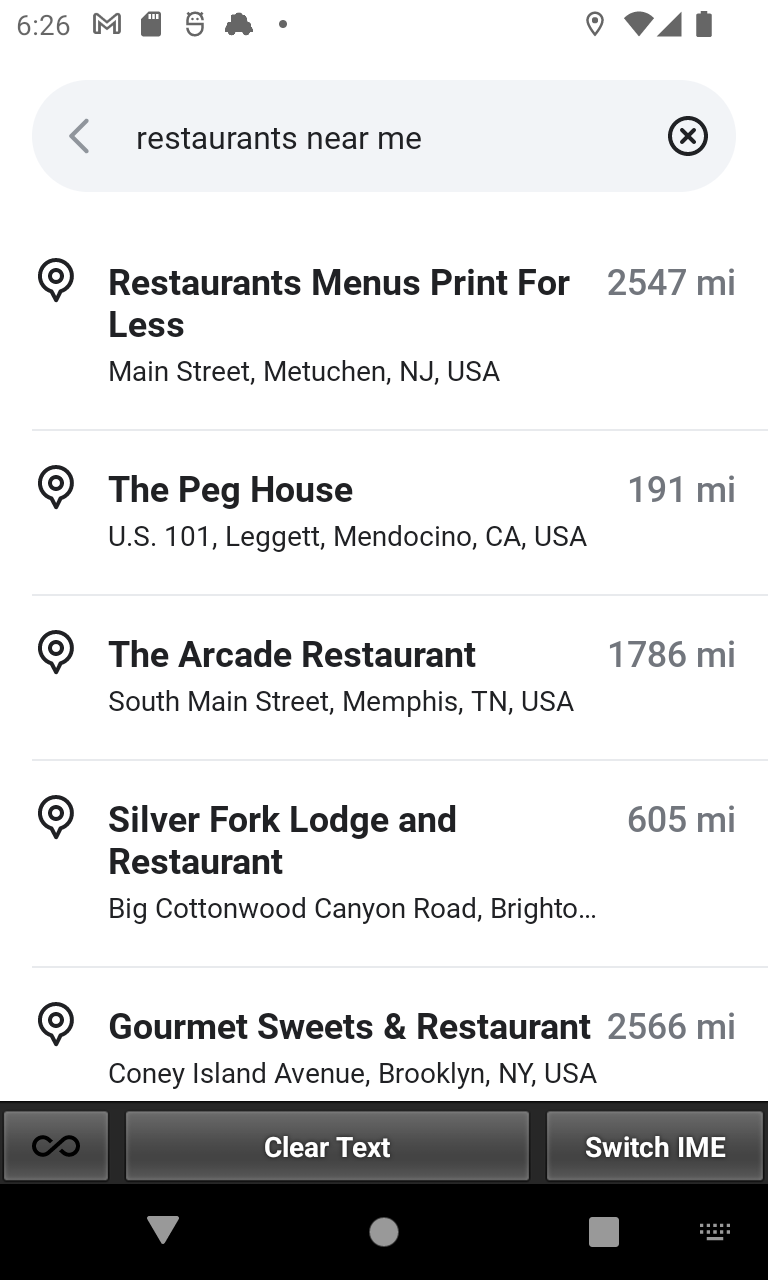 6:26
restaurants near me
Restaurants Menus Print For 2547 mi
Less
Main Street, Metuchen, NJ, USA
The Peg House 191 mi
U.S. 101, Leggett, Mendocino, CA, USA
The Arcade Restaurant 1786 mi
South Main Street, Memphis, TN, USA
Silver Fork Lodge and 605 mi
Restaurant
Big Cottonwood Canyon Road, Brighto...
Gourmet Sweets & Restaurant 2566 mi
Coney Island Avenue, Brooklyn, NY, USA
Clear Text Switch IME